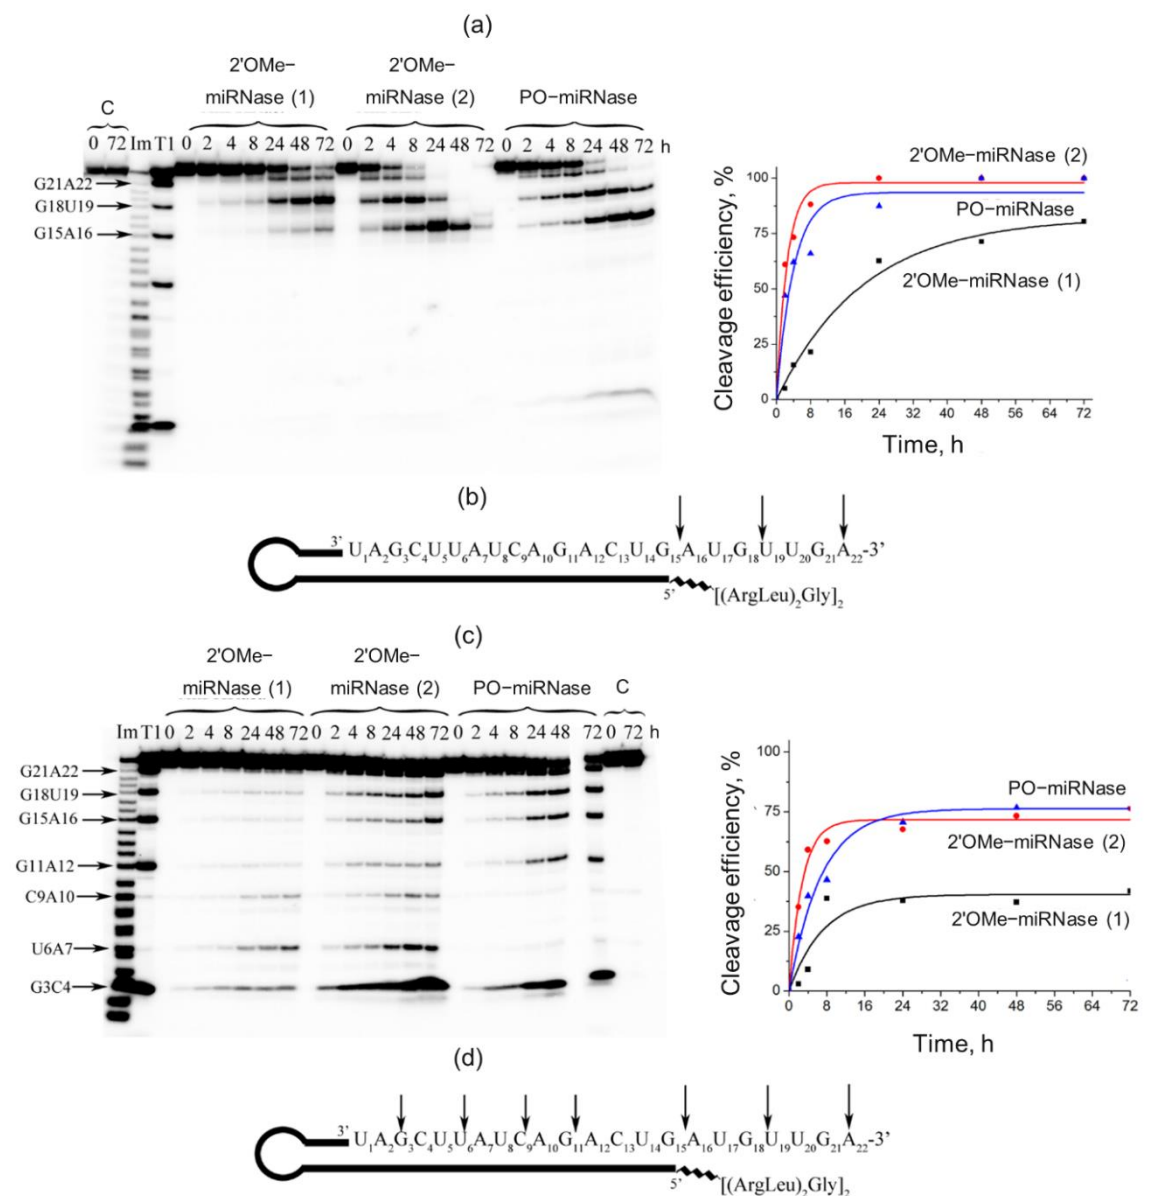 (a)
2'OMe− 2'OMe−
miRNase (1) miRNase (2) PO−miRNase
C
0 72 Im T1 0 2 4 8 24 48 72 0 2 4 8 24 48 72 0 2 4 8 24 48 72 h
G21A22
G18U19
G15A16
Cleavage efficiency, %
100
75
50
25
0
2'OMe−miRNase (2)
PO−miRNase
2'OMe−miRNase (1)
0 8 16 24 32 40 48 56 64 72
Time, h
(b)
3' U1A2G3C4U5U6A7U8C9A10G11A12C13U14G15A16U17G18U19U20G21A22-3’
5’ [(ArgLeu)2Gly]2
(c)
2'OMe− 2'OMe−
miRNase (1) miRNase (2) PO−miRNase C
Im T1 0 2 4 8 24 48 72 0 2 4 8 24 48 72 0 2 4 8 24 48 72 0 72 h
G21A22
G18U19
G15A16
G11A12
C9A10
U6A7
G3C4
Cleavage efficiency, %
100
75
50
25
0
PO−miRNase
2'OMe−miRNase (2)
2'OMe−miRNase (1)
0 8 16 24 32 40 48 56 64 72
Time, h
(d)
3' U1A2G3C4U5U6A7U8C9A10G11A12C13U14G15A16U17G18U19U20G21A22-3’
5’ [(ArgLeu)2Gly]2